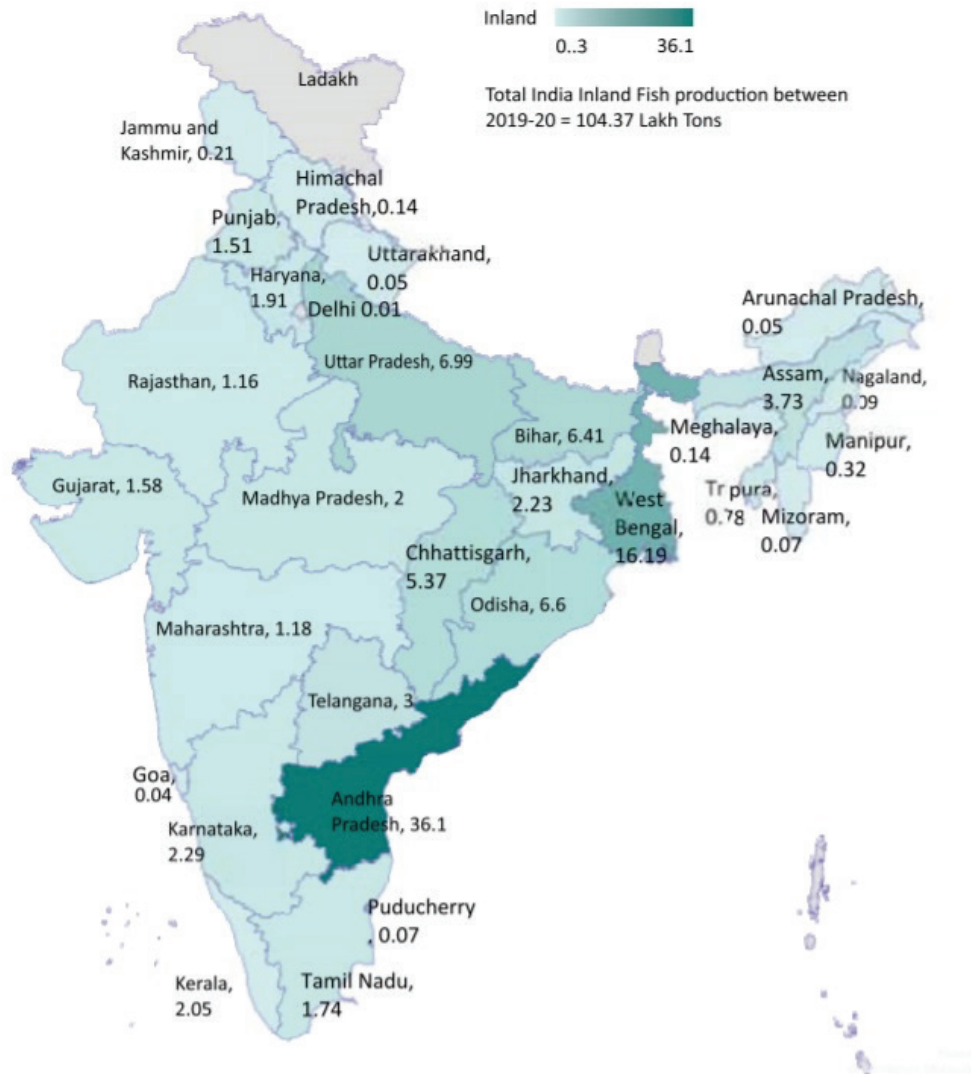 Inland
0..3 36.1
Total India Inland Fish production between
2019-20 = 104.37 Lakh Tons
Ladakh
Jammu and
Kashmir, 0.21
Himachal
Pradesh,0.14
Punjab,
1.51
Uttarakhand,
0.05
Haryana,
1.91
Delhi 0.01
Arunachal Pradesh,
0.05
Uttar Pradesh, 6.99
Rajasthan, 1.16
Assam,
3.73
Nagaland,
0.09
Bihar, 6.41
Meghalaya,
0.14
Manipur,
0.32
Gujarat, 1.58
Madhya Pradesh, 2
Jharkhand,
2.23
West
Bengal,
16.19
Tr pura,
0.78
Mizoram,
0.07
Chhattisgarh,
5.37
Odisha, 6.6
Maharashtra, 1.18
Telangana, 3
Goa,
0.04
Andhra
Pradesh, 36.1
Karnataka,
2.29
Puducherry
, 0.07
Kerala,
2.05
Tamil Nadu,
1.74